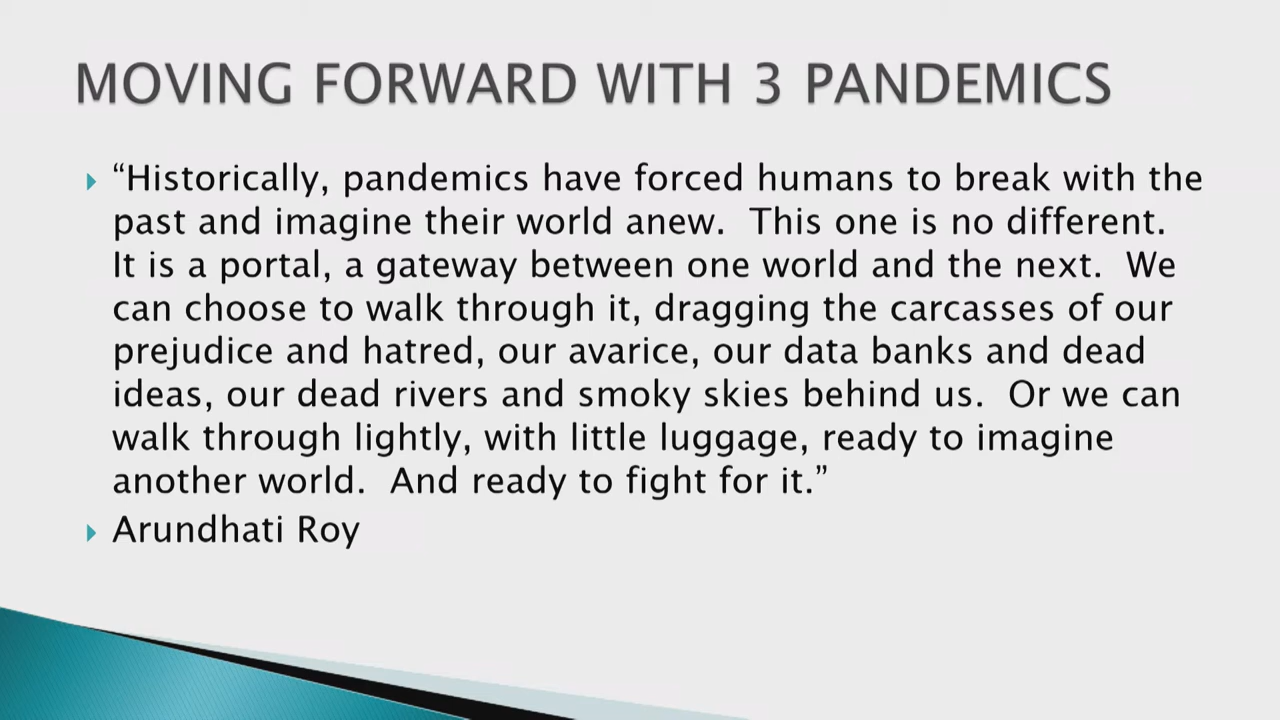 MOVING FORWARD WITH 3 PANDEMICS
“Historically, pandemics have forced humans to break with the
past and imagine their world anew.  This one is no different.
It is a portal, a gateway between one world and the next.  We
can choose to walk through it, dragging the carcasses of our
prejudice and hatred, our avarice, our data banks and dead
ideas, our dead rivers and smoky skies behind us.  Or we can
walk through lightly, with little luggage, ready to imagine
another world.  And ready to fight for it.”
Arundhati Roy